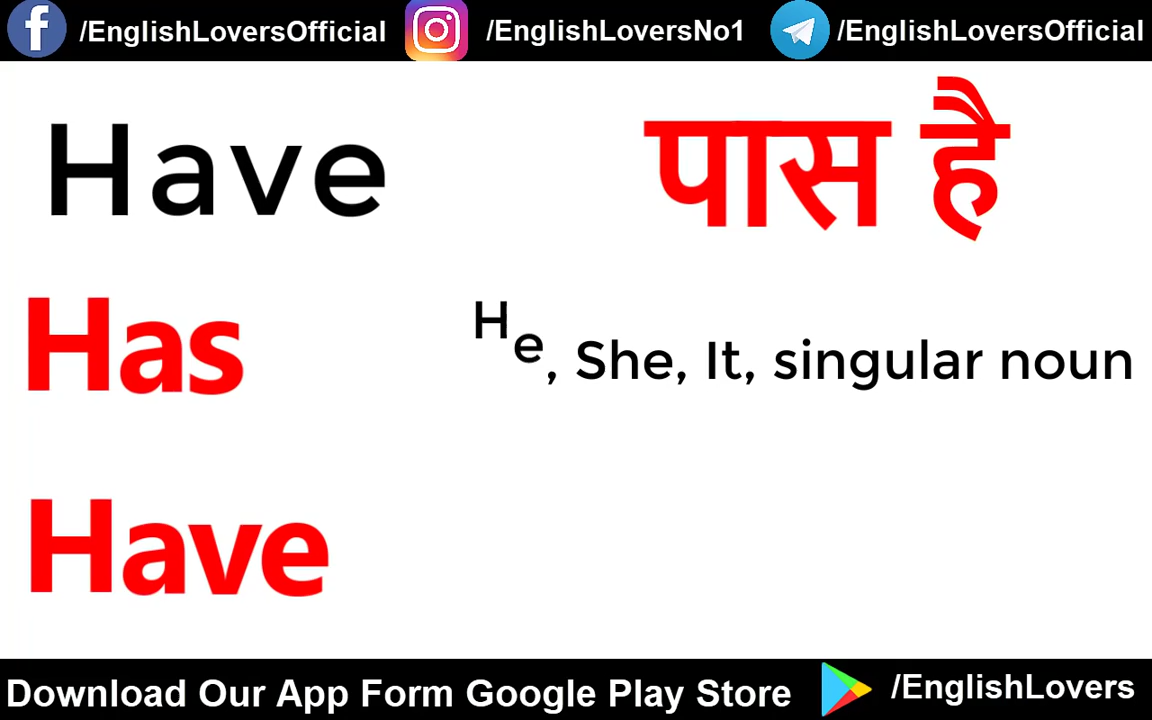 /EnglishLoversOfficial /EnglishLoversNo1 /EnglishLoversOfficial
Have पास है
Has He, She, It, singular noun
Have
Download Our App Form Google Play Store /EnglishLovers